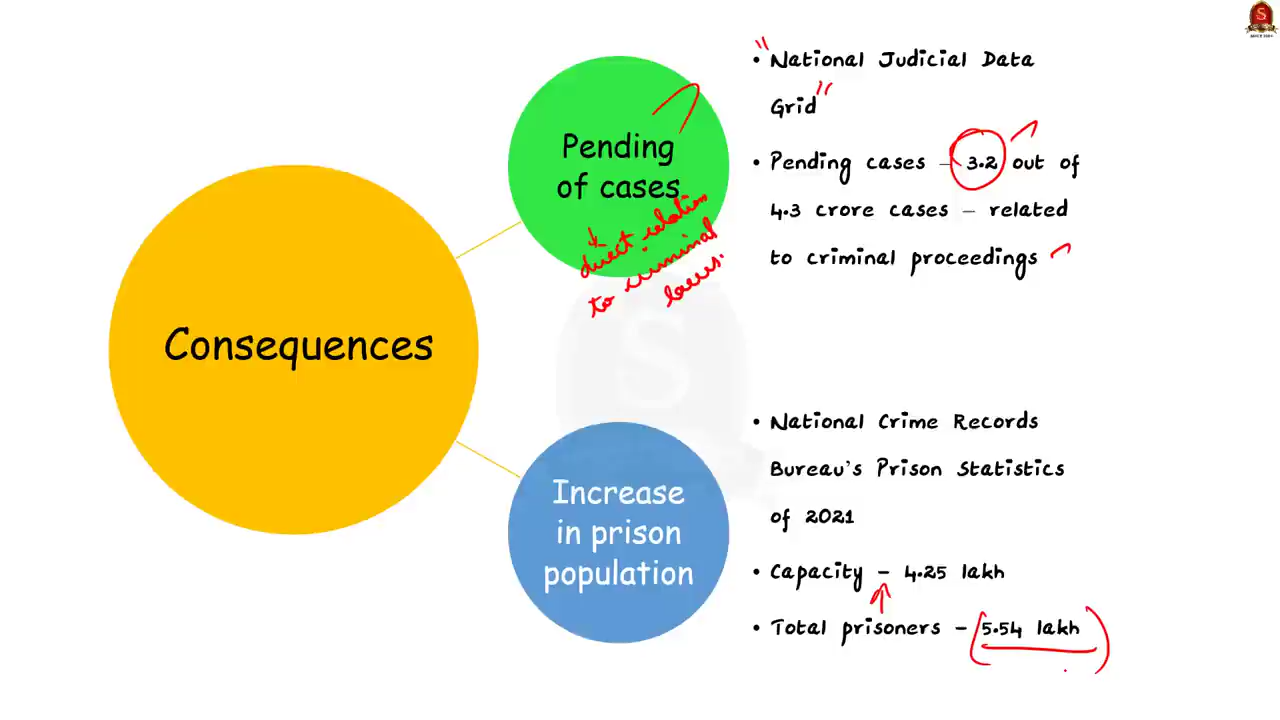 Consequences
Pending
of cases
direct relation
to criminal
laws.
" National Judicial Data
Grid"
• Pending cases – 3.2 out of
4.3 crore cases – related
to criminal proceedings
Increase
in prison
population
• National Crime Records
Bureau's Prison Statistics
of 2021
• Capacity – 4.25 lakh
• Total prisoners – 5.54 lakh
S
S